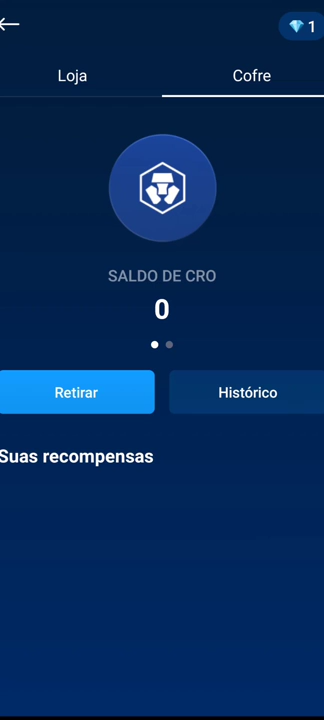 1
Loja
Cofre
SALDO DE CRO
0
Retirar
Histórico
Suas recompensas